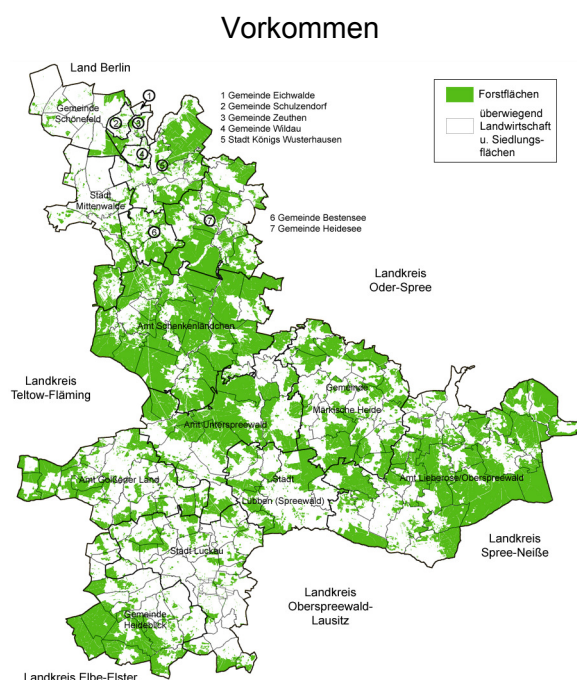 Vorkommen
Land Berlin
1 Gemeinde Eichwalde
2 Gemeinde Schulzendorf
3 Gemeinde Zeuthen
4 Gemeinde Wildau
5 Stadt Königs Wusterhausen
Forstflächen
überwiegend
Landwirtschaft
u. Siedlungs-
flächen
Gemeinde
Schönefeld
1
2
3
4
5
Stadt
Mittenwalde
6
7
6 Gemeinde Bestensee
7 Gemeinde Heidesee
Landkreis
Oder-Spree
Amt Schenkenländchen
Landkreis
Teltow-Fläming
Gemeinde
Märkische Heide
Amt Unterspreewald
Amt Golßener Land
Stadt
Lübben (Spreewald)
Amt Lieberose/Oberspreewald
Landkreis
Spree-Neiße
Stadt Luckau
Landkreis
Oberspreewald-
Lausitz
Gemeinde
Heideblick
Landkreis Elbe-Elster